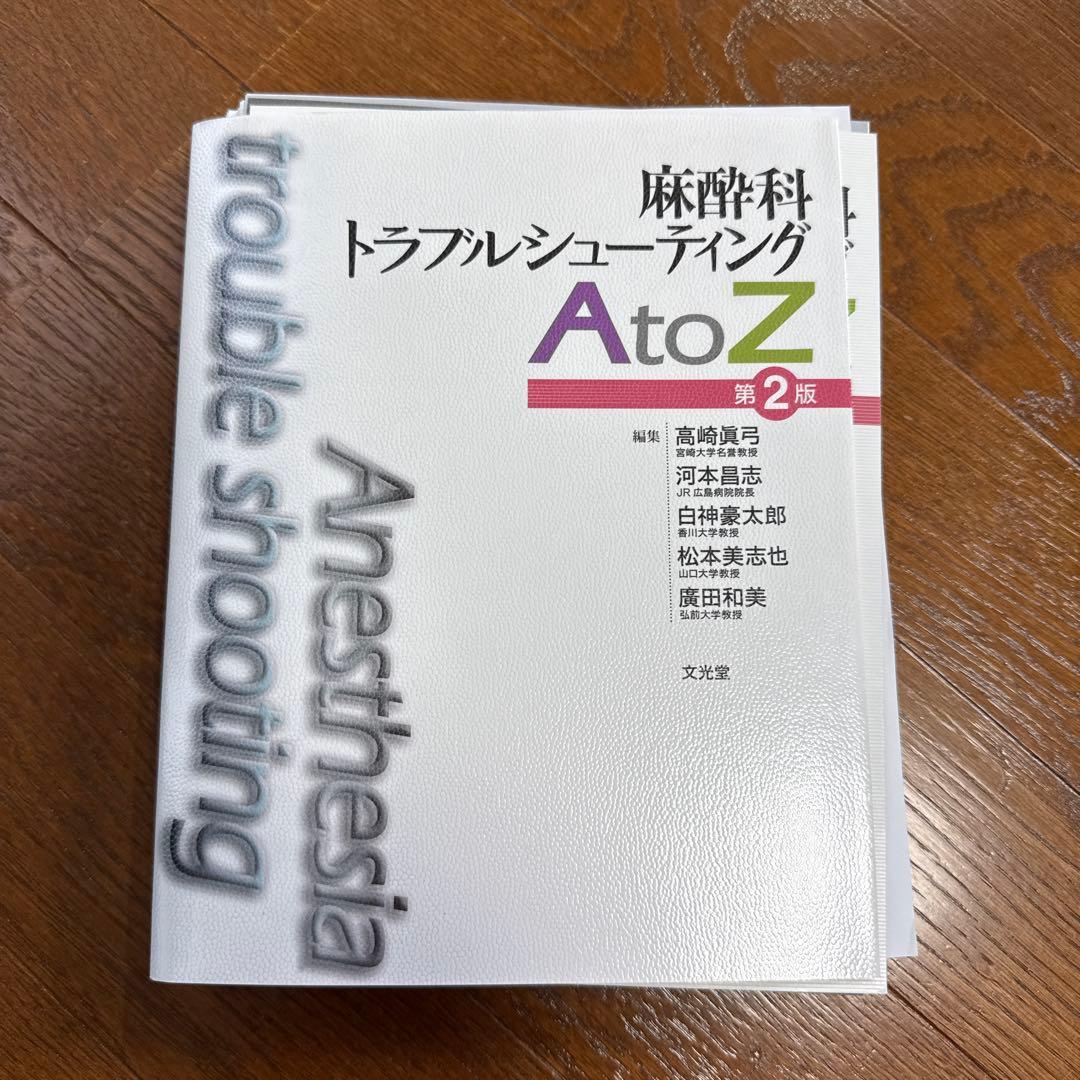 麻酔科
トラブルシューティング
AtoZ
第2版
編集
高崎眞弓
宮崎大学名誉教授
河本昌志
JR広島病院院長
白神豪太郎
香川大学教授
松本美志也
山口大学教授
廣田和美
弘前大学教授
文光堂
Anesthesia
trouble shooting